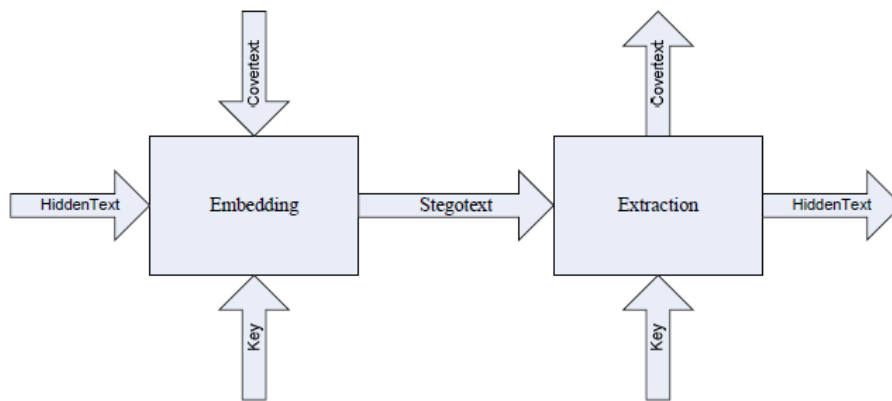 Covertext
Covertext
HiddenText
Embedding
Stegotext
Extraction
HiddenText
Key
Key